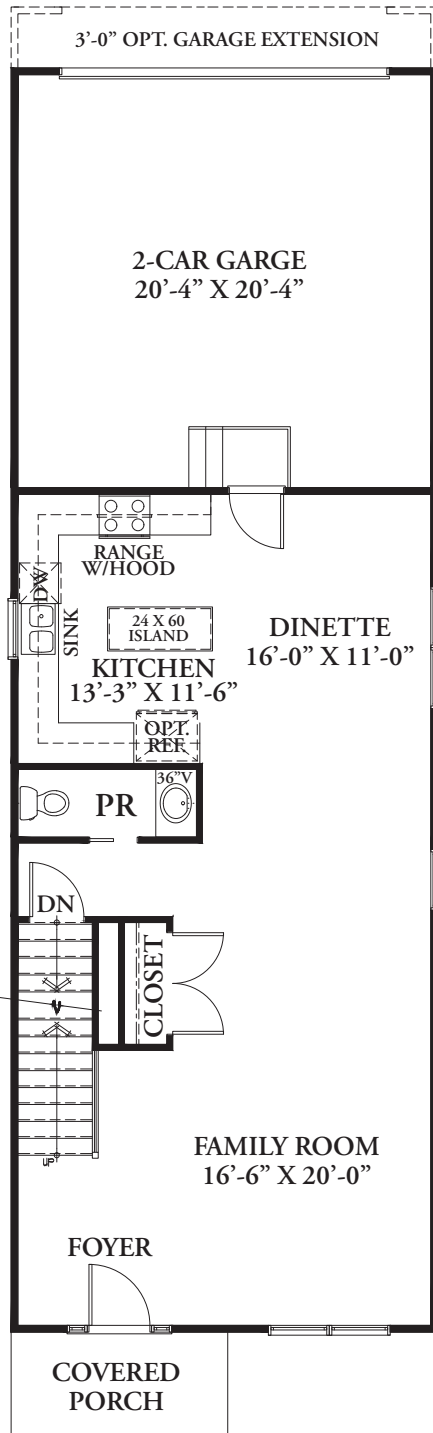 3'-0” OPT. GARAGE EXTENSION
2-CAR GARGE
20'-4” X 20'-4”
RANGE
W/HOOD
DW
SINK
24 X 60
ISLAND
DINETTE
16'-0” X 11'-0”
KITCHEN
13'-3” X 11'-6”
OPT.
REF.
36”V
PR
DN
CLOSET
UP
FAMILY ROOM
16'-6” X 20'-0”
FOYER
COVERED
PORCH